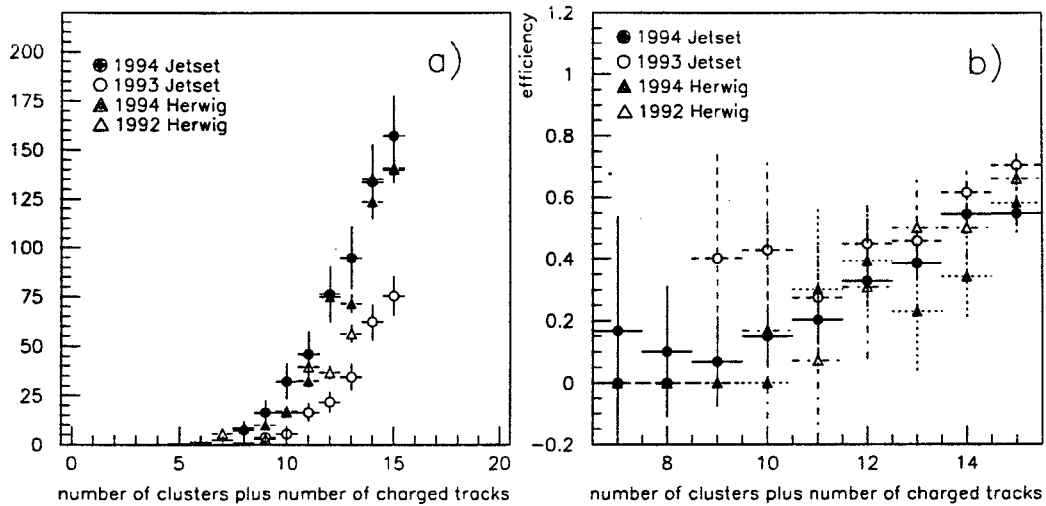 200
175
150
125
100
75
50
25
0
0 5 10 15 20
a)
1994 Jetset
1993 Jetset
1994 Herwig
1992 Herwig
number of clusters plus number of charged tracks
efficiency
1.2
1
0.8
0.6
0.4
0.2
0
-0.2
8 10 12 14
b)
1994 Jetset
1993 Jetset
1994 Herwig
1992 Herwig
number of clusters plus number of charged tracks